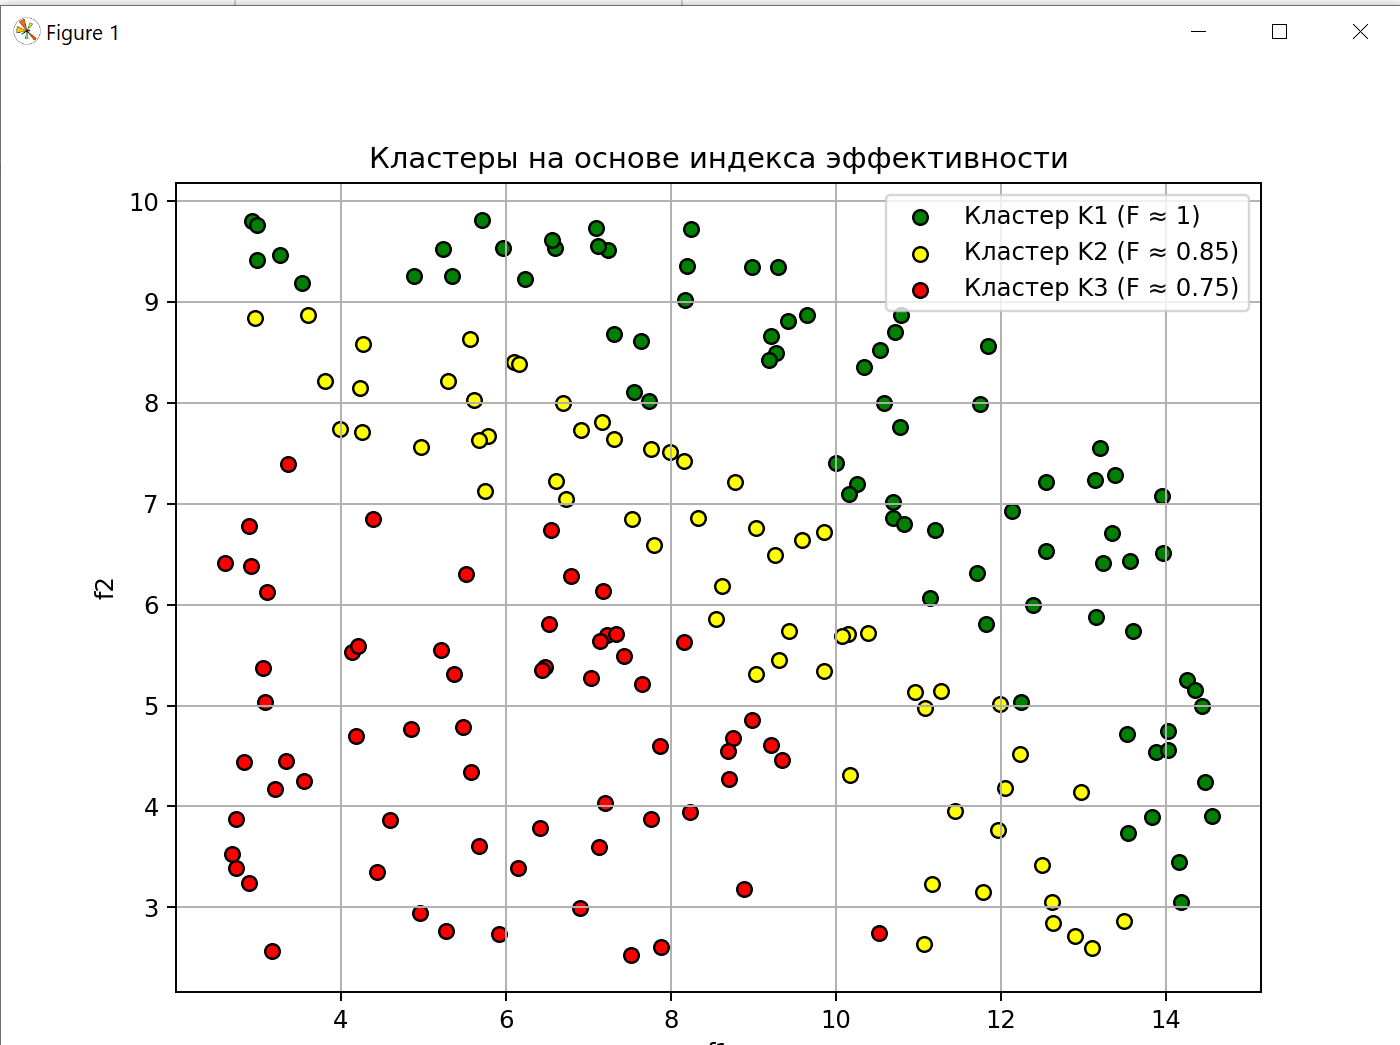 Figure 1
Кластеры на основе индекса эффективности
Кластер K1 (F ≈ 1)
Кластер K2 (F ≈ 0.85)
Кластер K3 (F ≈ 0.75)
10
9
8
7
6
5
4
3
f2
4 6 8 10 12 14